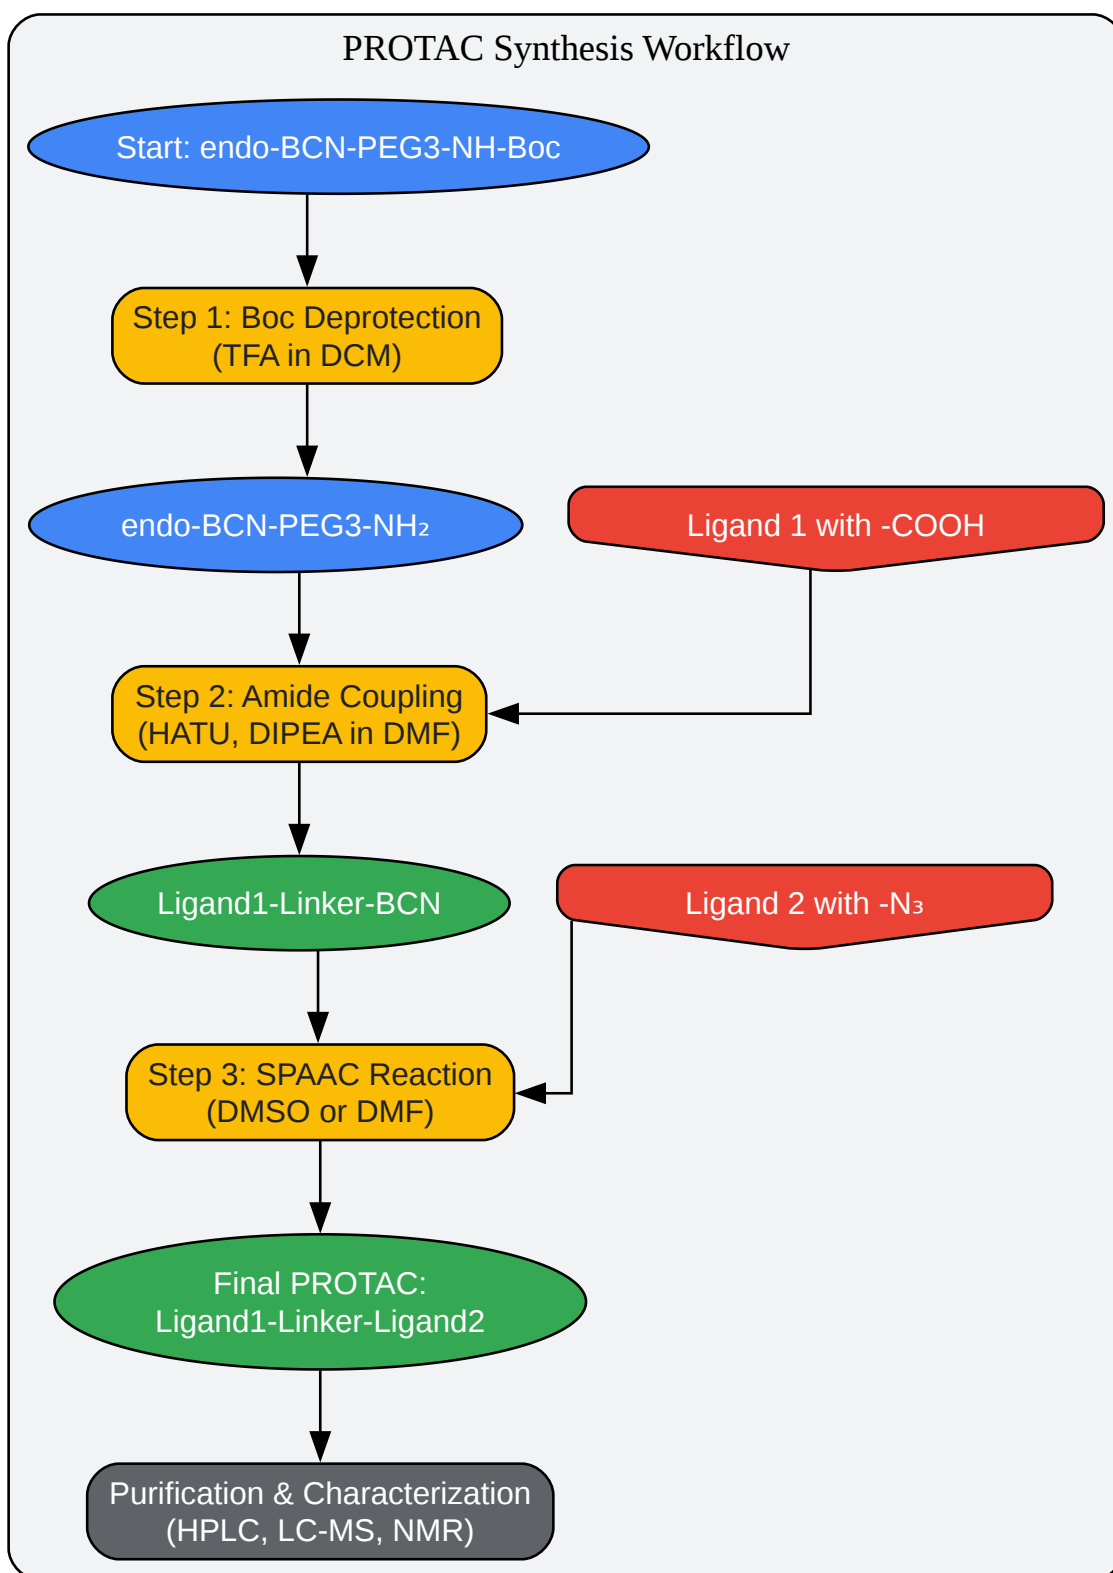 PROTAC Synthesis Workflow
Start: endo-BCN-PEG3-NH-Boc
Step 1: Boc Deprotection
(TFA in DCM)
endo-BCN-PEG3-NH₂
Ligand 1 with -COOH
Step 2: Amide Coupling
(HATU, DIPEA in DMF)
Ligand1-Linker-BCN
Ligand 2 with -N₃
Step 3: SPAAC Reaction
(DMSO or DMF)
Final PROTAC:
Ligand1-Linker-Ligand2
Purification & Characterization
(HPLC, LC-MS, NMR)